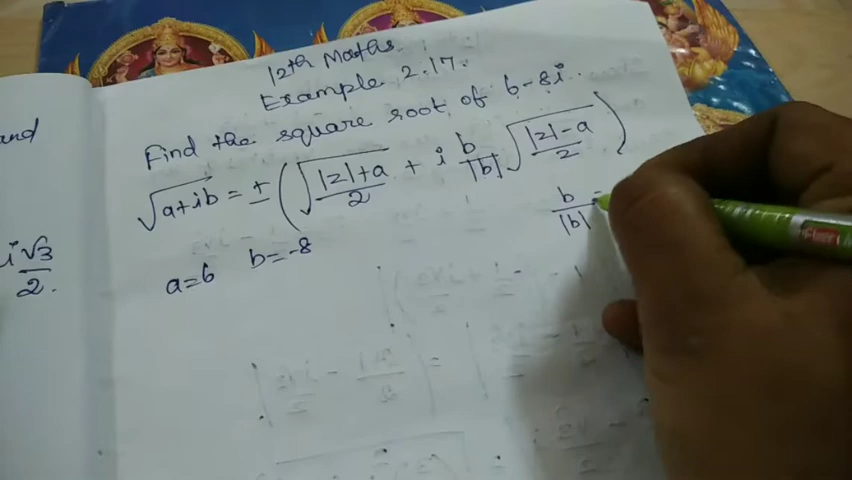 12th Maths
Example 2.17.
Find the square root of 6-8i.
√a+ib = ± ( √|z|+a/2 + i b/|b| √|z|-a/2 )
b/|b| =
a=6 b=-8
and
i√3/2.